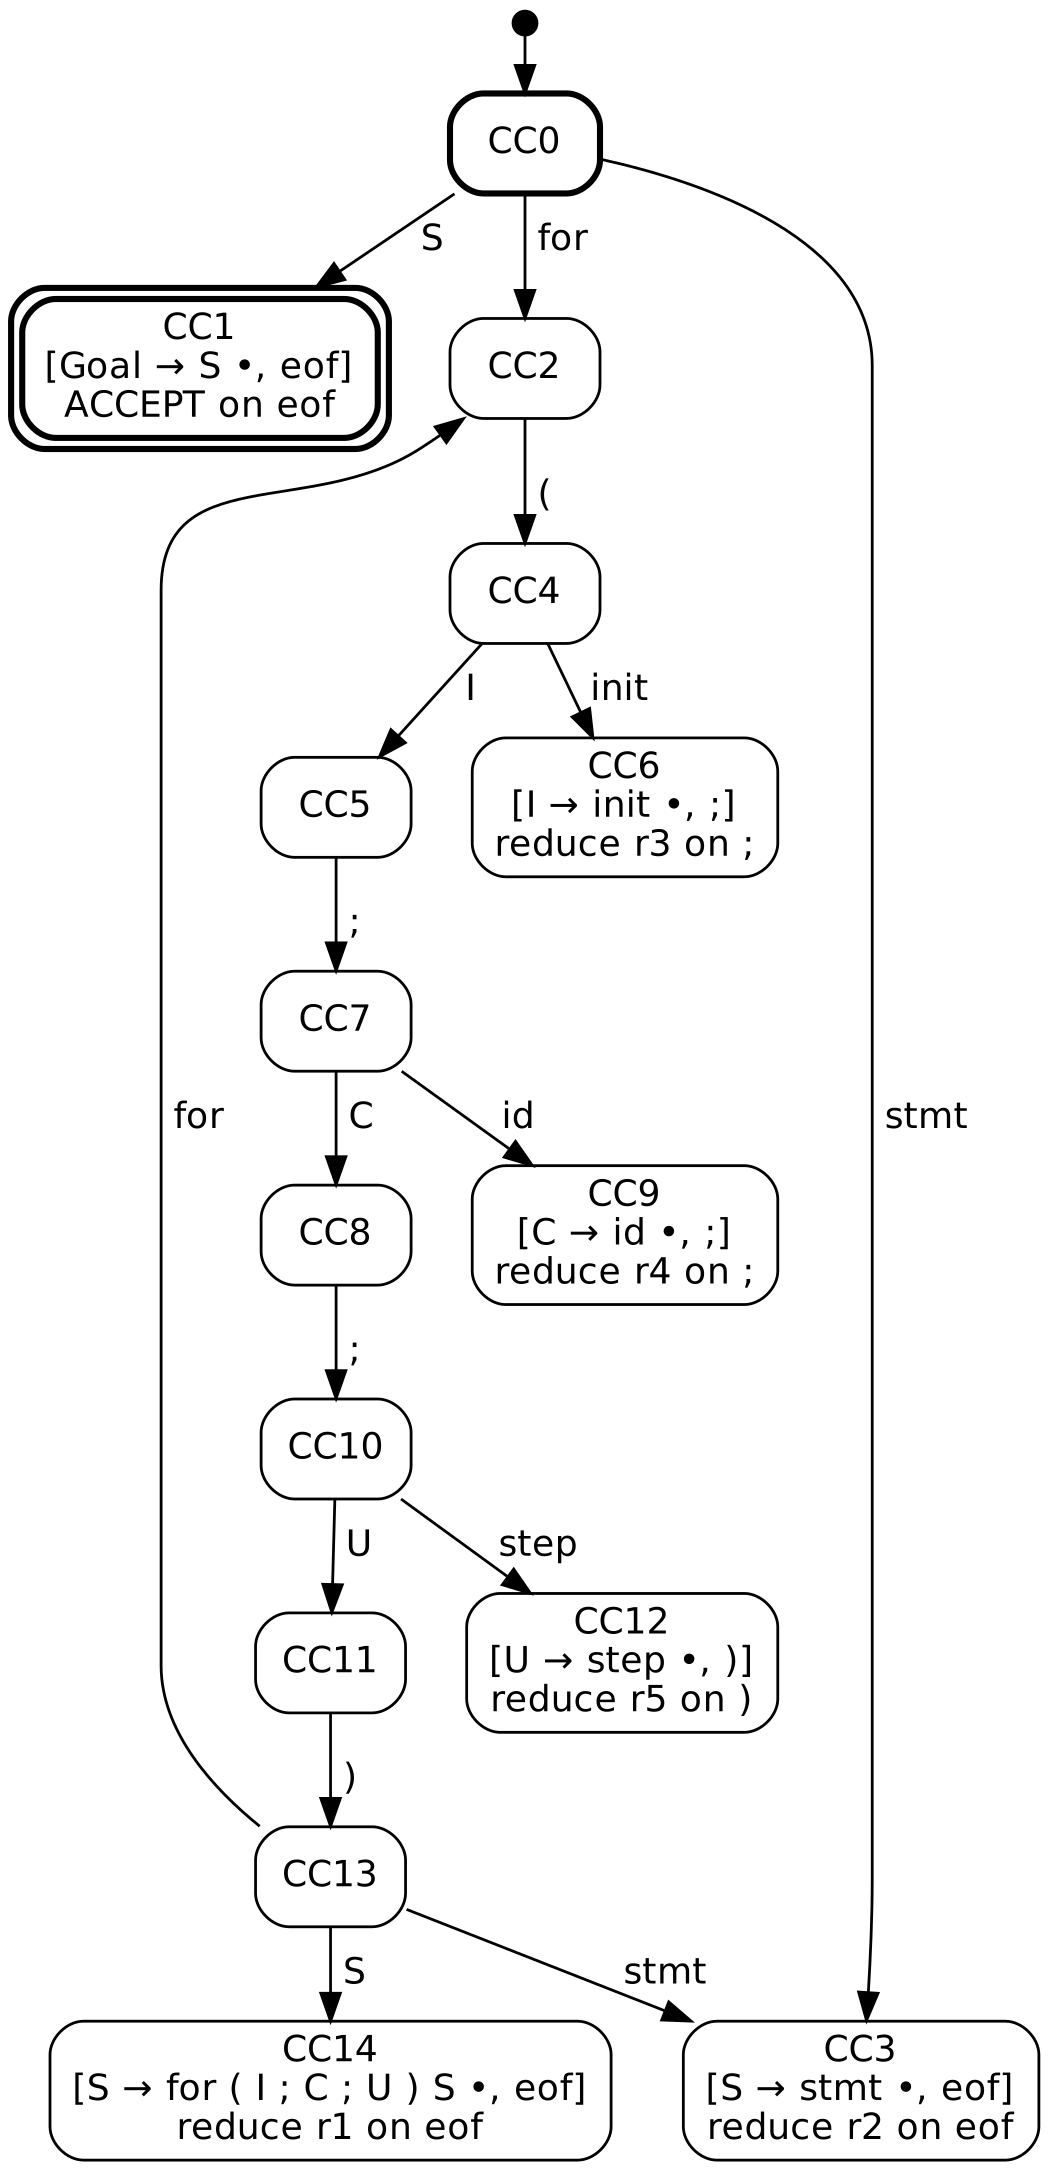 CC0
S
for
CC1
[Goal → S •, eof]
ACCEPT on eof
CC2
(
CC4
I
init
CC5
CC6
[I → init •, ;]
reduce r3 on ;
;
CC7
for
C
id
stmt
CC8
CC9
[C → id •, ;]
reduce r4 on ;
;
CC10
U
step
CC11
CC12
[U → step •, )]
reduce r5 on )
)
CC13
S
stmt
CC14
[S → for ( I ; C ; U ) S •, eof]
reduce r1 on eof
CC3
[S → stmt •, eof]
reduce r2 on eof